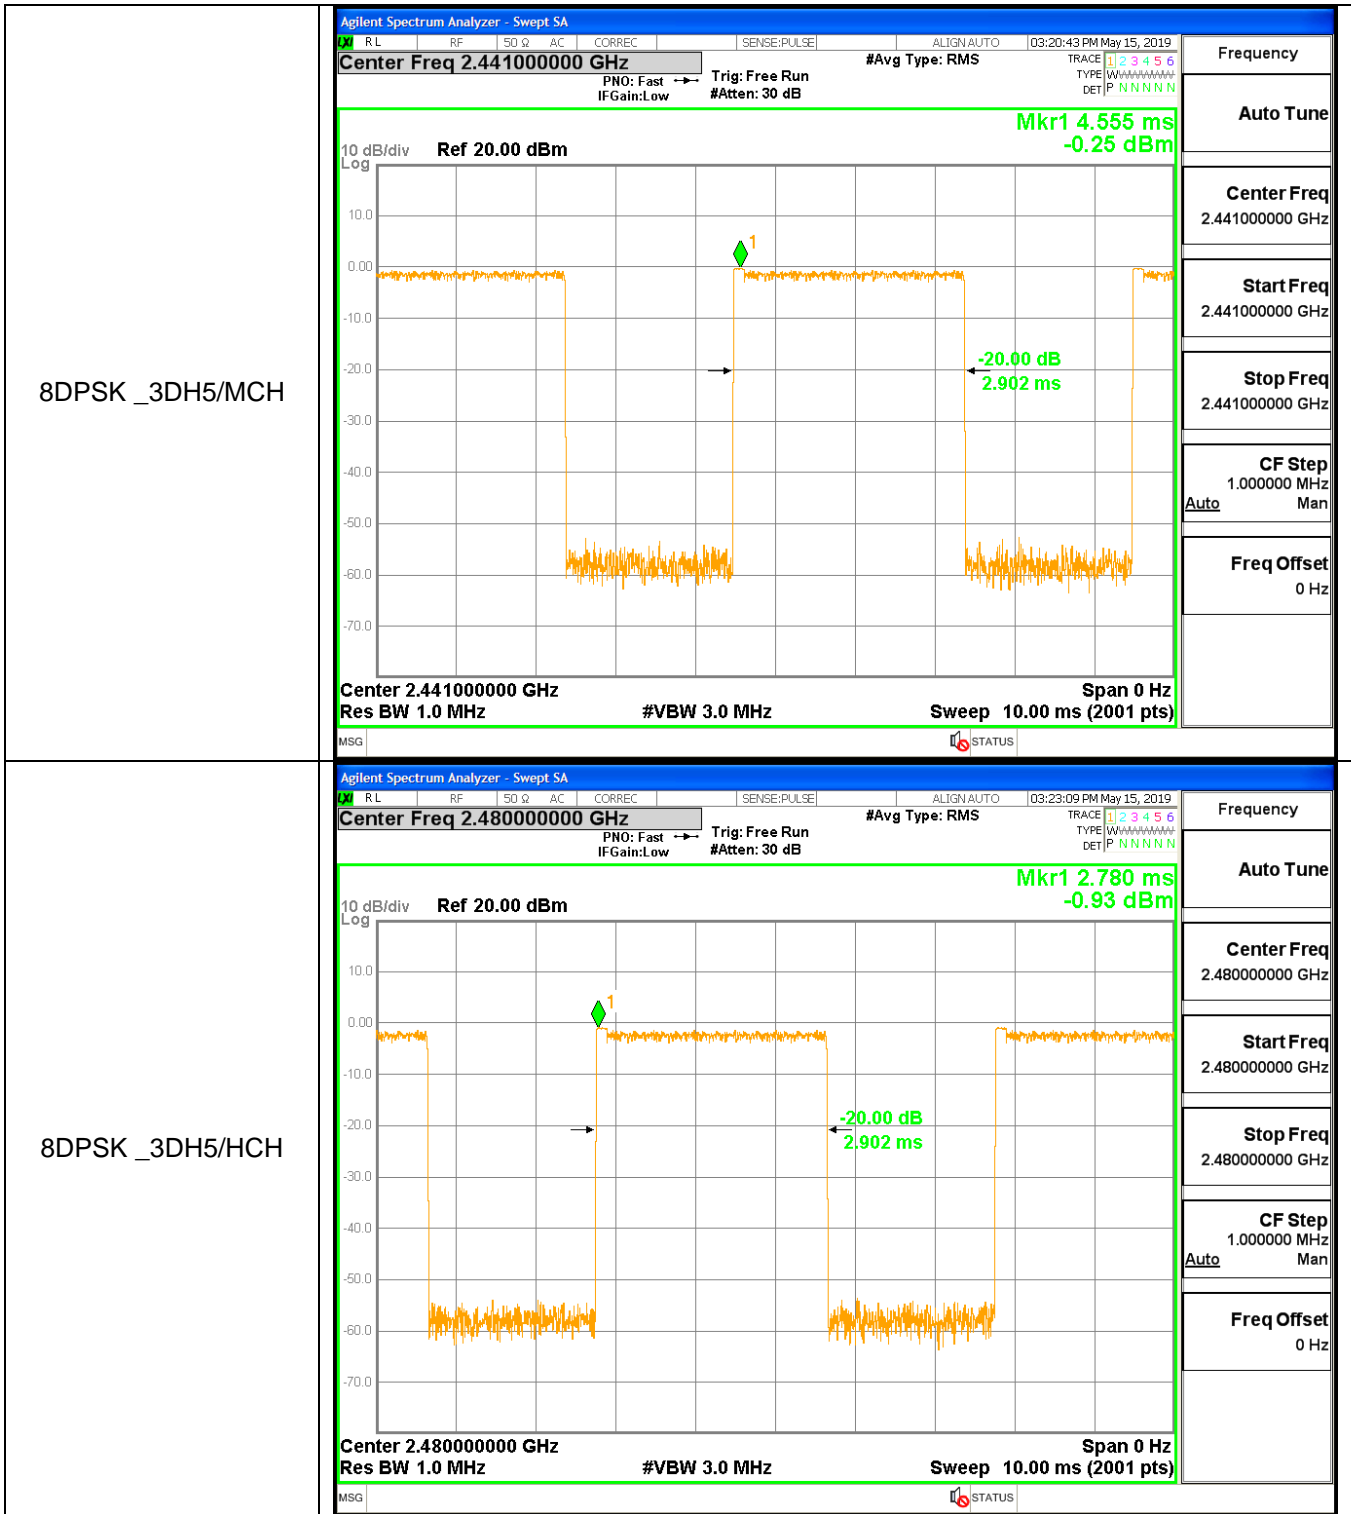 8DPSK _3DH5/MCH
Agilent Spectrum Analyzer - Swept SA
LXI RL RF 50 Ω AC CORREC SENSE:PULSE ALIGN AUTO 03:20:43 PM May 15, 2019
Center Freq 2.441000000 GHz
PNO: Fast
IFGain:Low
Trig: Free Run
#Atten: 30 dB
#Avg Type: RMS
TRACE 1 2 3 4 5 6
TYPE WWWWWW
DET P N N N N N
Mkr1 4.555 ms
-0.25 dBm
10 dB/div Ref 20.00 dBm
Log
10.0
0.00
-10.0
-20.0
-30.0
-40.0
-50.0
-60.0
-70.0
1
-20.00 dB
2.902 ms
Center 2.441000000 GHz Span 0 Hz
Res BW 1.0 MHz #VBW 3.0 MHz Sweep 10.00 ms (2001 pts)
MSG STATUS
Frequency
Auto Tune
Center Freq
2.441000000 GHz
Start Freq
2.441000000 GHz
Stop Freq
2.441000000 GHz
CF Step
1.000000 MHz
Auto Man
Freq Offset
0 Hz
8DPSK _3DH5/HCH
Agilent Spectrum Analyzer - Swept SA
LXI RL RF 50 Ω AC CORREC SENSE:PULSE ALIGN AUTO 03:23:09 PM May 15, 2019
Center Freq 2.480000000 GHz
PNO: Fast
IFGain:Low
Trig: Free Run
#Atten: 30 dB
#Avg Type: RMS
TRACE 1 2 3 4 5 6
TYPE WWWWWW
DET P N N N N N
Mkr1 2.780 ms
-0.93 dBm
10 dB/div Ref 20.00 dBm
Log
10.0
0.00
-10.0
-20.0
-30.0
-40.0
-50.0
-60.0
-70.0
1
-20.00 dB
2.902 ms
Center 2.480000000 GHz Span 0 Hz
Res BW 1.0 MHz #VBW 3.0 MHz Sweep 10.00 ms (2001 pts)
MSG STATUS
Frequency
Auto Tune
Center Freq
2.480000000 GHz
Start Freq
2.480000000 GHz
Stop Freq
2.480000000 GHz
CF Step
1.000000 MHz
Auto Man
Freq Offset
0 Hz